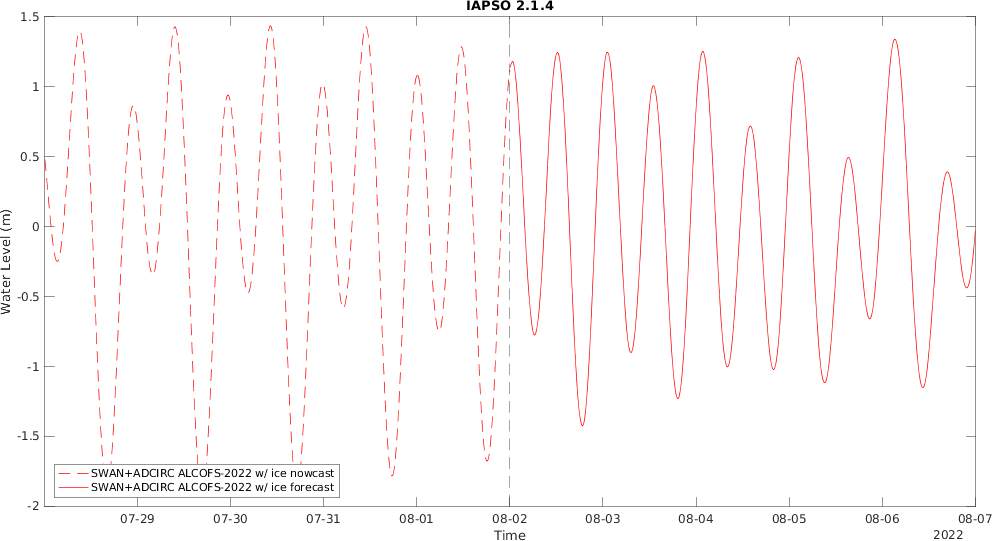 IAPSO 2.1.4
1.5
1
0.5
0
-0.5
-1
-1.5
-2
Water Level (m)
SWAN+ADCIRC ALCOFS-2022 w/ ice nowcast
SWAN+ADCIRC ALCOFS-2022 w/ ice forecast
07-29 07-30 07-31 08-01 08-02 08-03 08-04 08-05 08-06 08-07
Time
2022